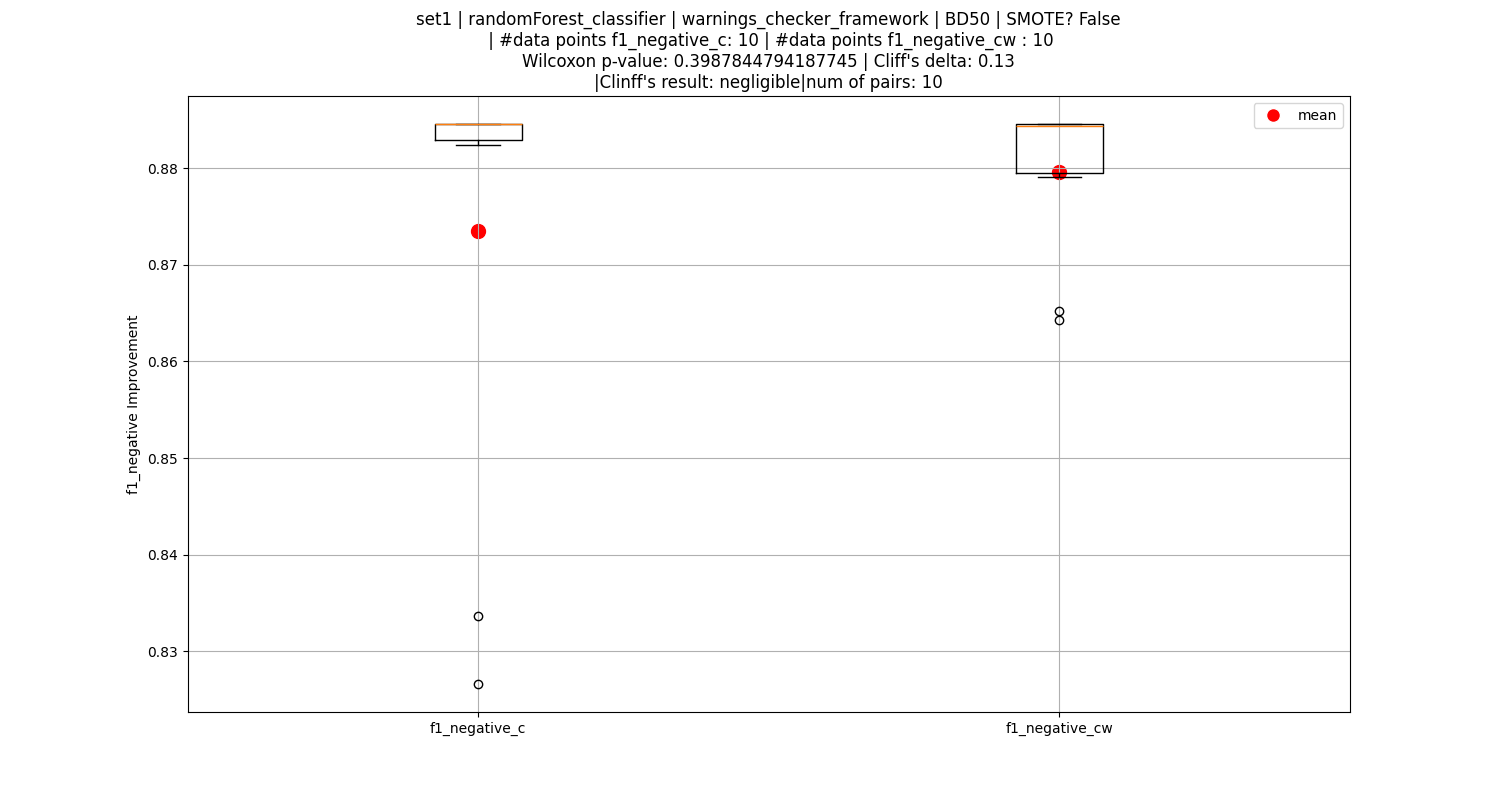 set1 | randomForest_classifier | warnings_checker_framework | BD50 | SMOTE? False
| #data points f1_negative_c: 10 | #data points f1_negative_cw : 10
Wilcoxon p-value: 0.3987844794187745 | Cliff's delta: 0.13
|Clinff's result: negligible|num of pairs: 10
mean
0.88
0.87
0.86
0.85
0.84
0.83
f1_negative Improvement
f1_negative_c
f1_negative_cw